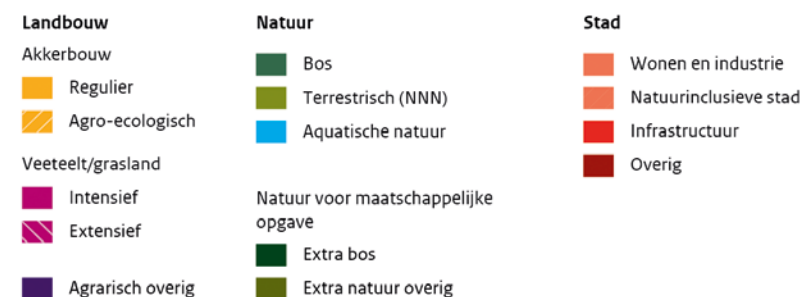 Landbouw
Akkerbouw
Regulier
Agro-ecologisch
Veeteelt/grasland
Intensief
Extensief
Agrarisch overig
Natuur
Bos
Terrestrisch (NNN)
Aquatische natuur
Natuur voor maatschappelijke
opgave
Extra bos
Extra natuur overig
Stad
Wonen en industrie
Natuurinclusieve stad
Infrastructuur
Overig